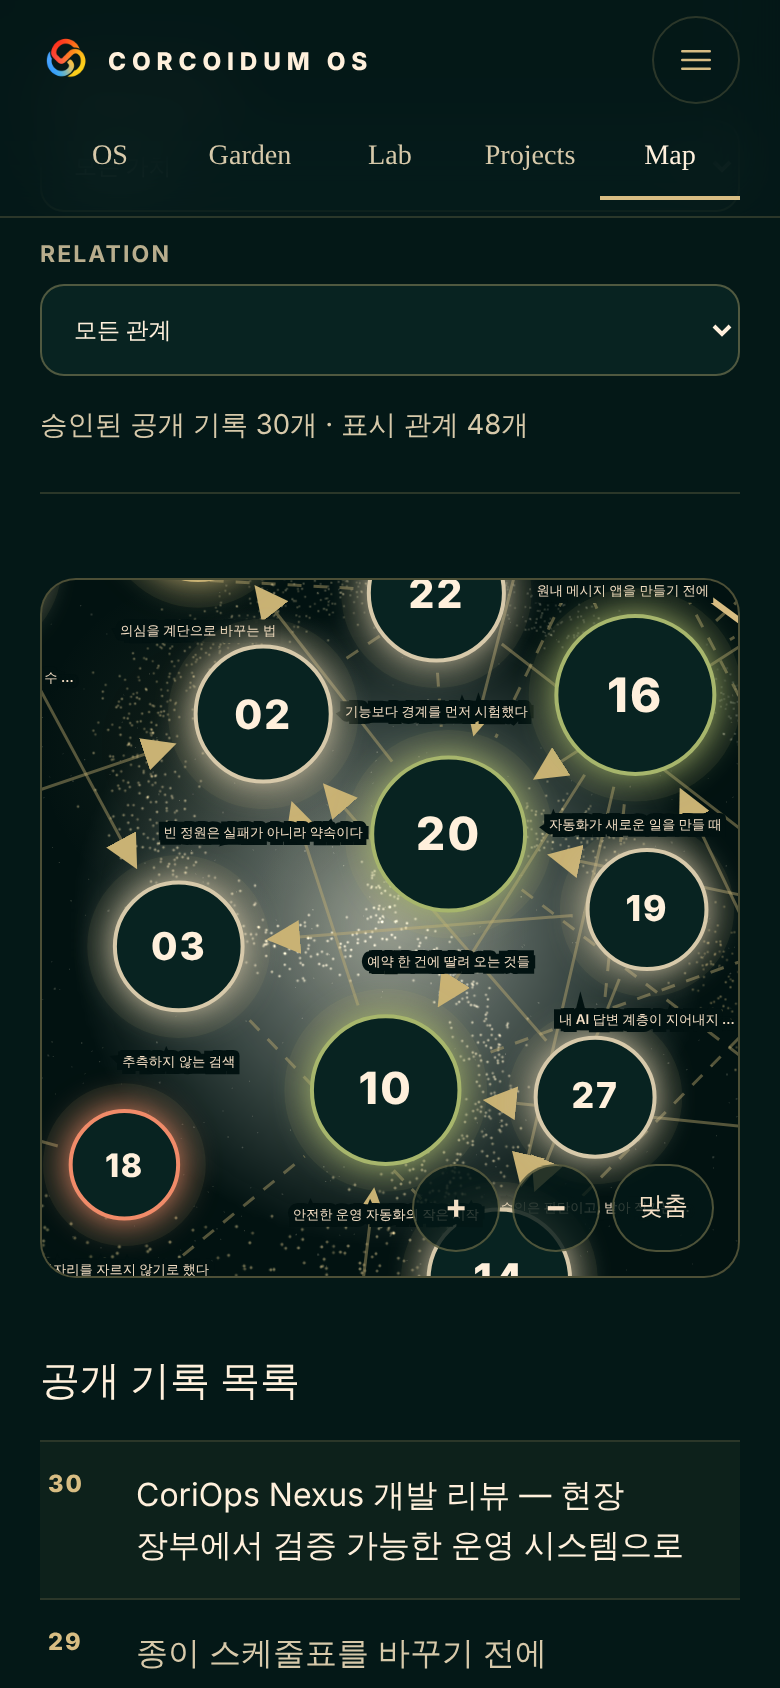 CORCOIDUM OS
OS Garden Lab Projects Map
RELATION
모든 관계
승인된 공개 기록 30개 · 표시 관계 48개
22
원내 메시지 앱을 만들기 전에
의심을 계단으로 바꾸는 법
수 ...
02
16
기능보다 경계를 먼저 시험했다
빈 정원은 실패가 아니라 약속이다
20
자동화가 새로운 일을 만들 때
19
03
예약 한 건에 딸려 오는 것들
내 AI 답변 계층이 지어내지 ...
추측하지 않는 검색
10
27
18
안전한 운영 자동화의 작은 시작
+
−
맞춤
자리를 자르지 않기로 했다
14
공개 기록 목록
30
CoriOps Nexus 개발 리뷰 — 현장
장부에서 검증 가능한 운영 시스템으로
29
종이 스케줄표를 바꾸기 전에